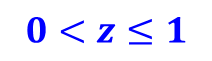 0 < z ≤ 1